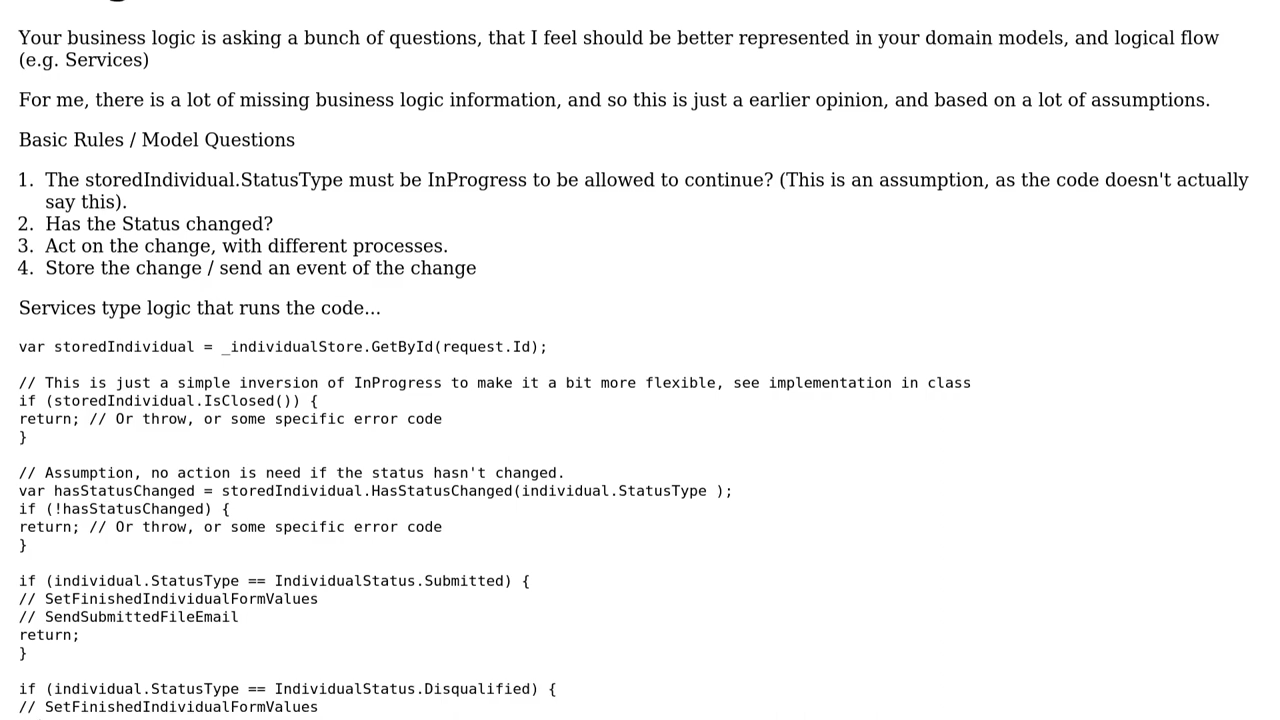 Your business logic is asking a bunch of questions, that I feel should be better represented in your domain models, and logical flow
(e.g. Services)
For me, there is a lot of missing business logic information, and so this is just a earlier opinion, and based on a lot of assumptions.
Basic Rules / Model Questions
1. The storedIndividual.StatusType must be InProgress to be allowed to continue? (This is an assumption, as the code doesn't actually
say this).
2. Has the Status changed?
3. Act on the change, with different processes.
4. Store the change / send an event of the change
Services type logic that runs the code...
var storedIndividual = _individualStore.GetById(request.Id);
// This is just a simple inversion of InProgress to make it a bit more flexible, see implementation in class
if (storedIndividual.IsClosed()) {
return; // Or throw, or some specific error code
}
// Assumption, no action is need if the status hasn't changed.
var hasStatusChanged = storedIndividual.HasStatusChanged(individual.StatusType );
if (!hasStatusChanged) {
return; // Or throw, or some specific error code
}
if (individual.StatusType == IndividualStatus.Submitted) {
// SetFinishedIndividualFormValues
// SendSubmittedFileEmail
return;
}
if (individual.StatusType == IndividualStatus.Disqualified) {
// SetFinishedIndividualFormValues